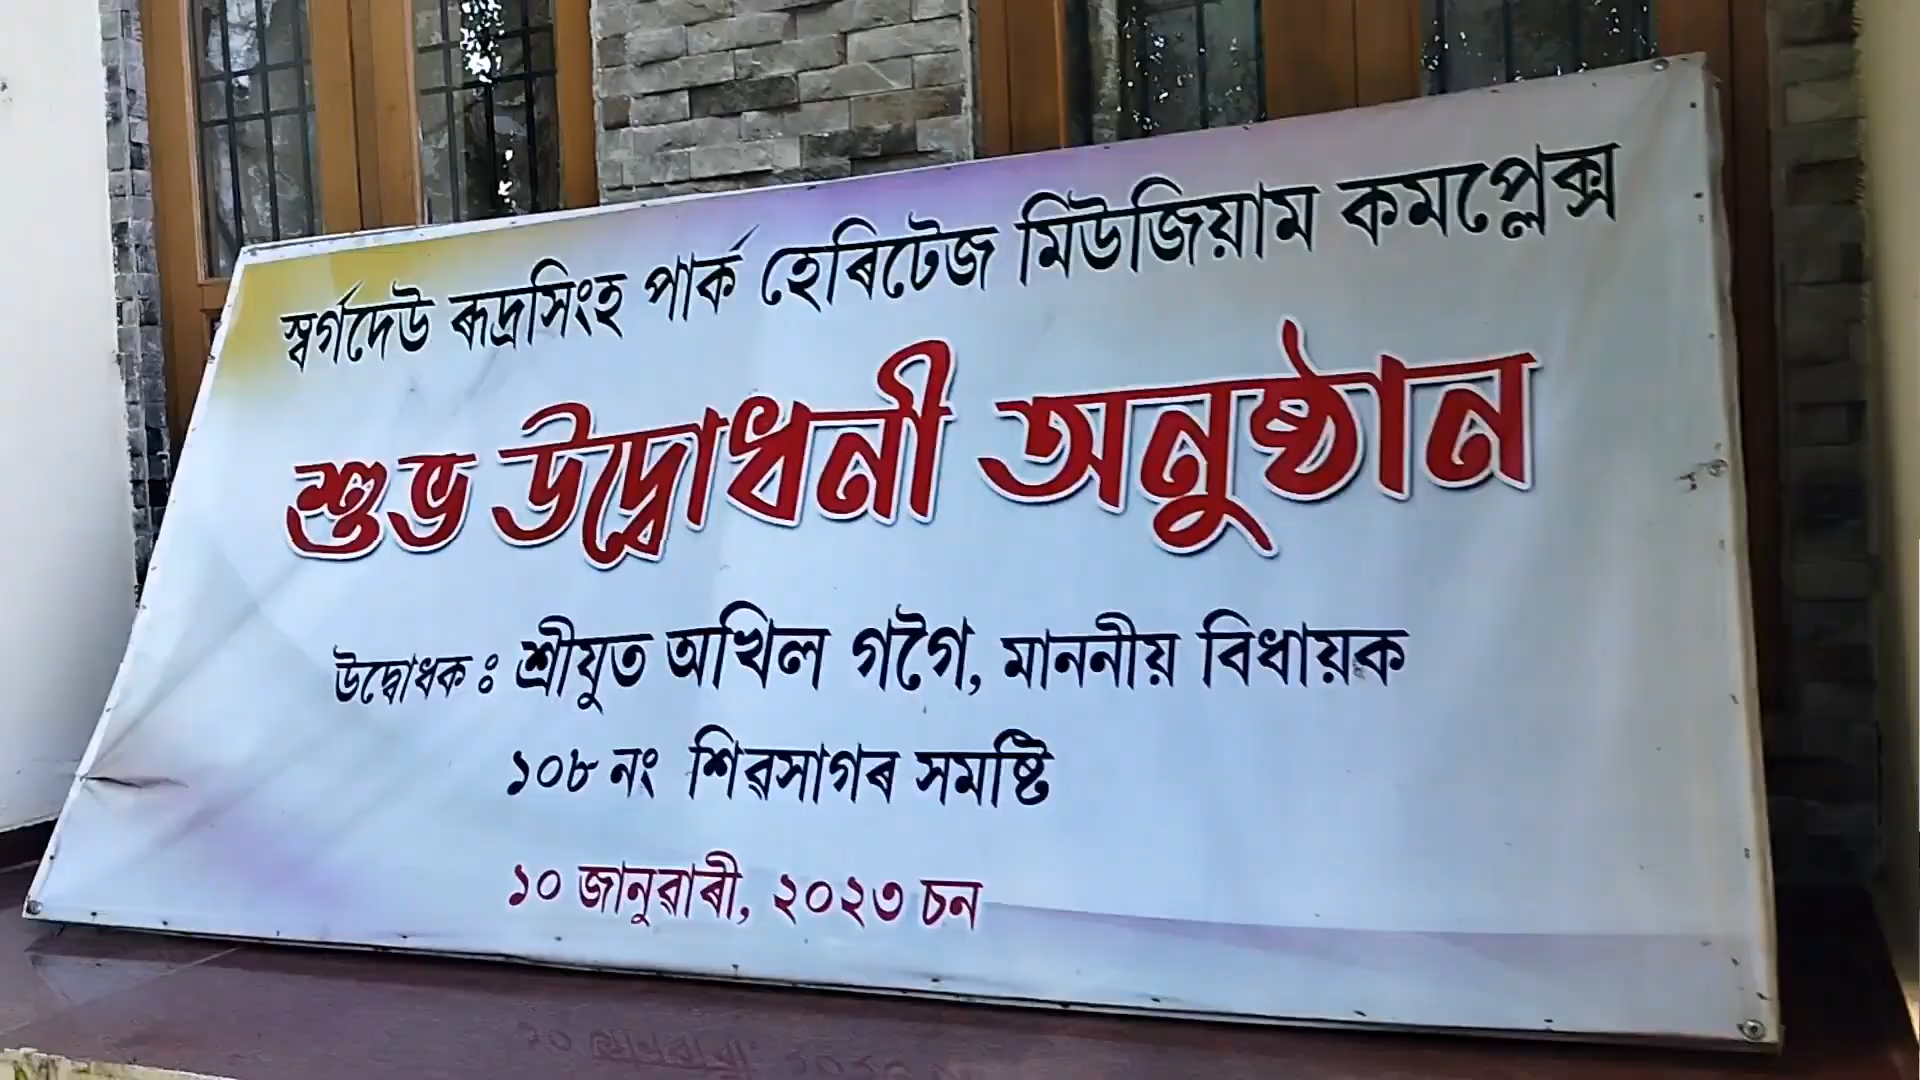 স্বৰ্গদেউ ৰূদ্ৰসিংহ পাৰ্ক হেৰিটেজ মিউজিয়াম কমপ্লেক্স
শুভ উদ্বোধনী অনুষ্ঠান
উদ্বোধক ঃ শ্ৰীযুত অখিল গগৈ, মাননীয় বিধায়ক
১০৮ নং শিৱসাগৰ সমষ্টি
১০ জানুৱাৰী, ২০২৩ চন